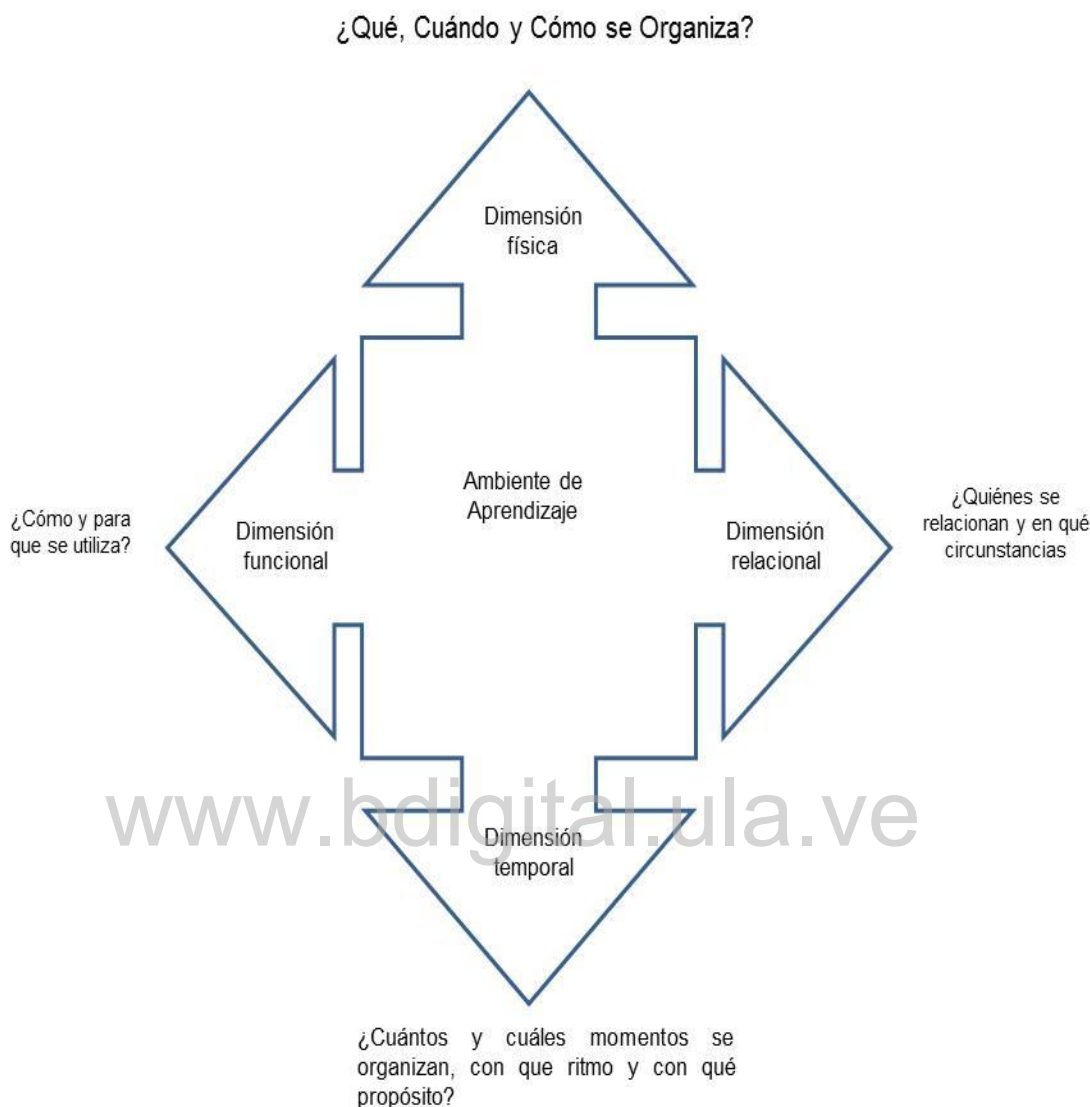 ¿Qué, Cuándo y Cómo se Organiza?
Dimensión
física
Ambiente de
Aprendizaje
¿Cómo y para
que se utiliza?
Dimensión
funcional
Dimensión
relacional
¿Quiénes se
relacionan y en qué
circunstancias
www.bdigital.ula.ve
Dimensión
temporal
¿Cuántos y cuáles momentos se
organizan, con que ritmo y con qué
propósito?